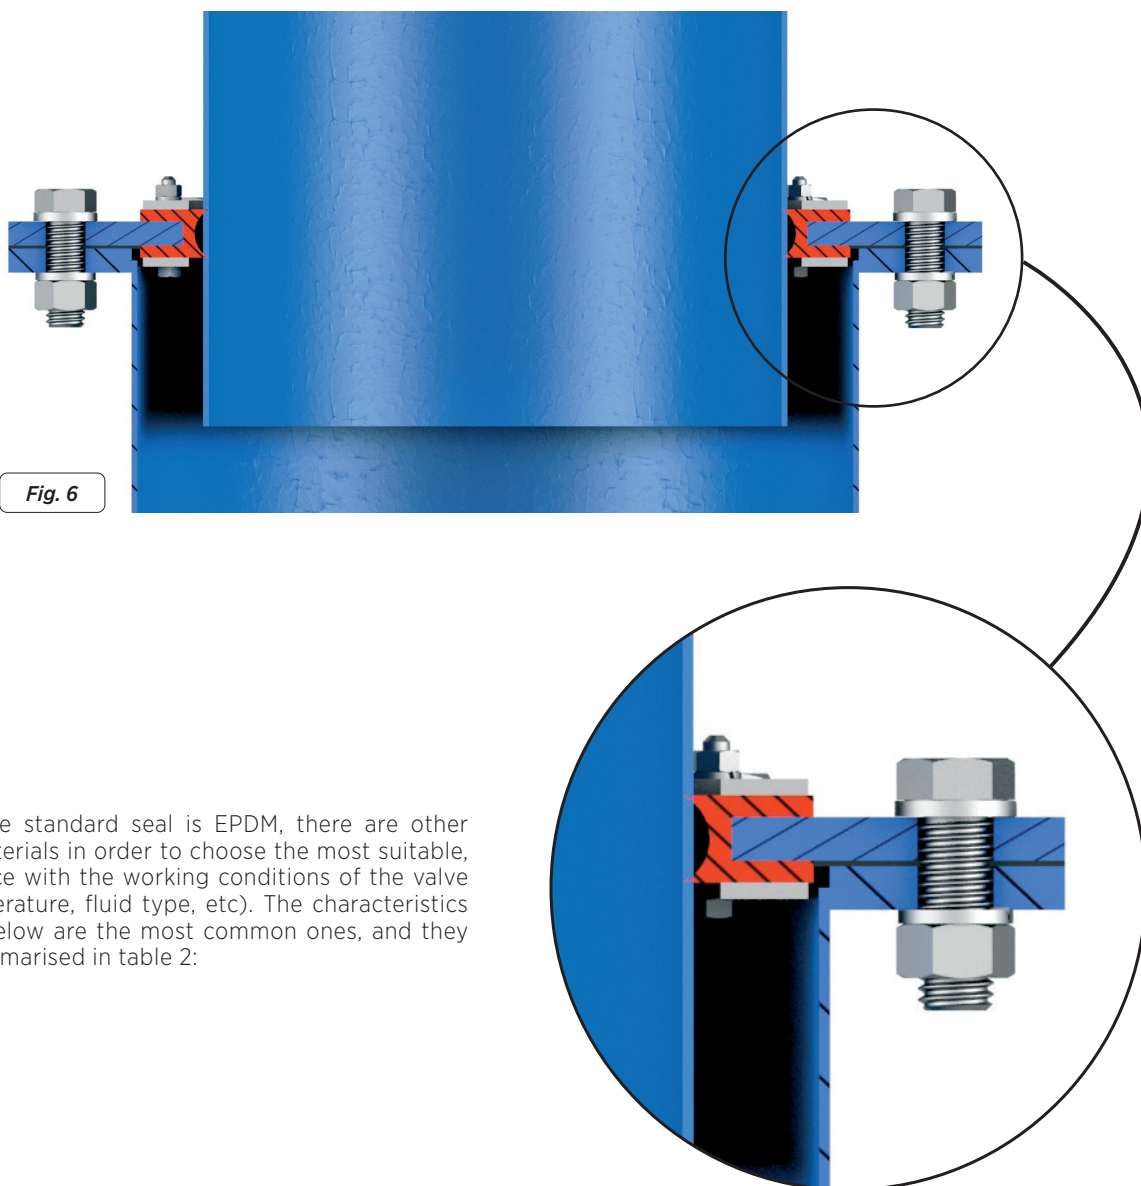 Fig. 6
e standard seal is EPDM, there are other
terials in order to choose the most suitable,
ce with the working conditions of the valve
erature, fluid type, etc). The characteristics
elow are the most common ones, and they
marised in table 2: